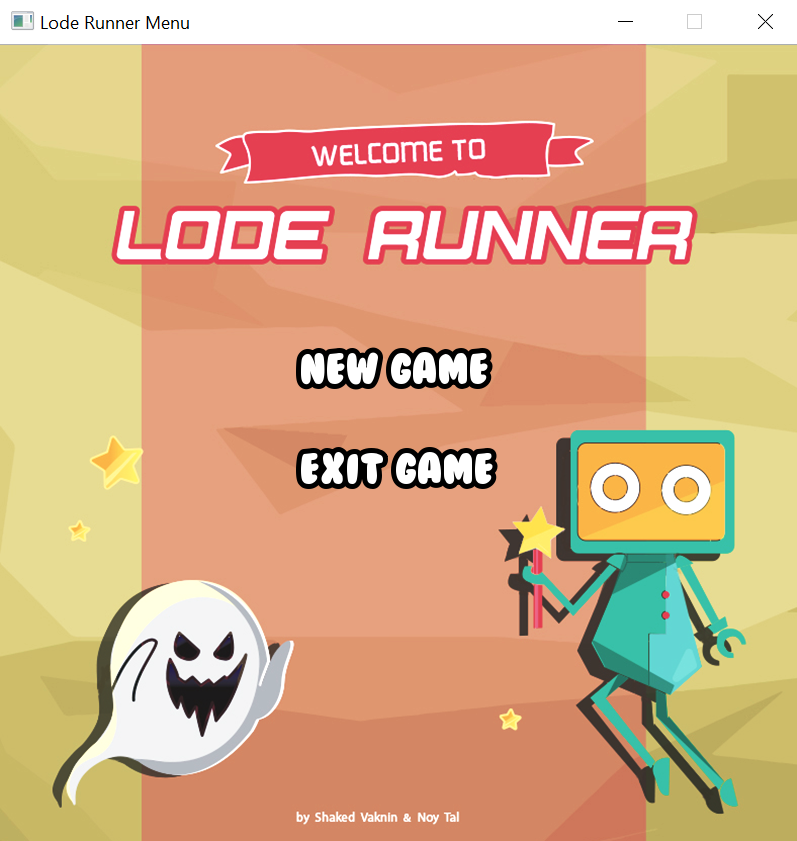 Lode Runner Menu
WELCOME TO
LODE RUNNER
NEW GAME
EXIT GAME
by Shaked Vaknin & Noy Tal